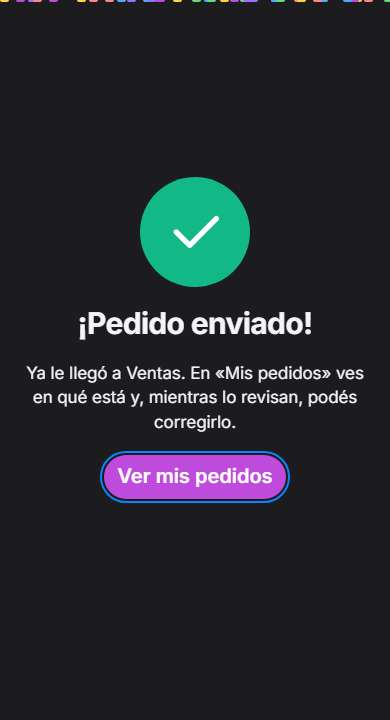 ¡Pedido enviado!
Ya le llegó a Ventas. En «Mis pedidos» ves
en qué está y, mientras lo revisan, podés
corregirlo.
Ver mis pedidos